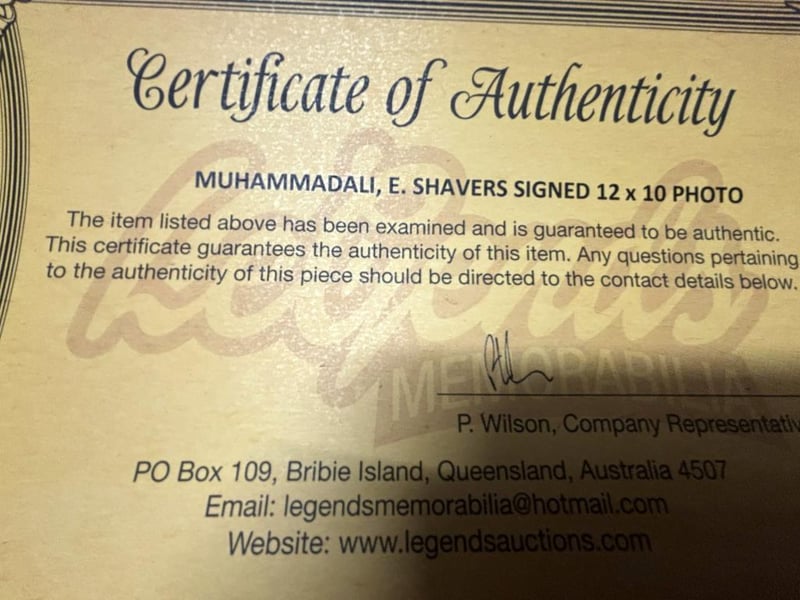 Certificate of Authenticity
MUHAMMADALI, E. SHAVERS SIGNED 12 x 10 PHOTO
The item listed above has been examined and is guaranteed to be authentic.
This certificate guarantees the authenticity of this item. Any questions pertaining
to the authenticity of this piece should be directed to the contact details below.
Legends
MEMORABILIA
P. Wilson, Company Representativ
PO Box 109, Bribie Island, Queensland, Australia 4507
Email: legendsmemorabilia@hotmail.com
Website: www.legendsauctions.com